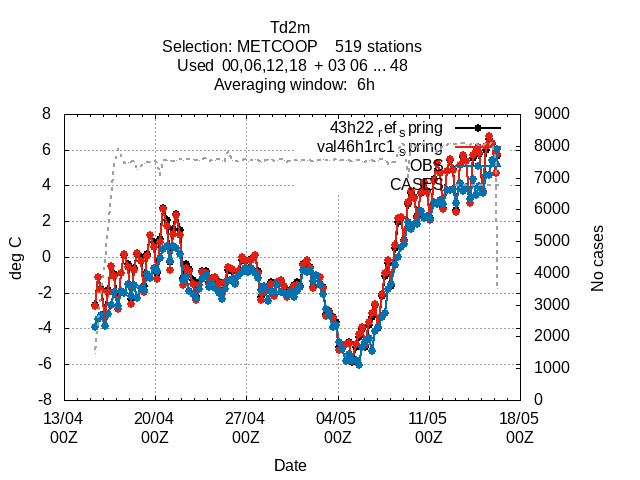 Td2m
Selection: METCOOP 519 stations
Used 00,06,12,18 + 03 06 ... 48
Averaging window: 6h
8 9000
43h22_ref_spring
6 8000
val46h1rc1_spring
OBS
7000
4 CASES
2 6000
5000
0
4000
deg C
No cases
-2 3000
-4 2000
-6 1000
-8 0
13/04 20/04 27/04 04/05 11/05 18/05
00Z 00Z 00Z 00Z 00Z 00Z
Date